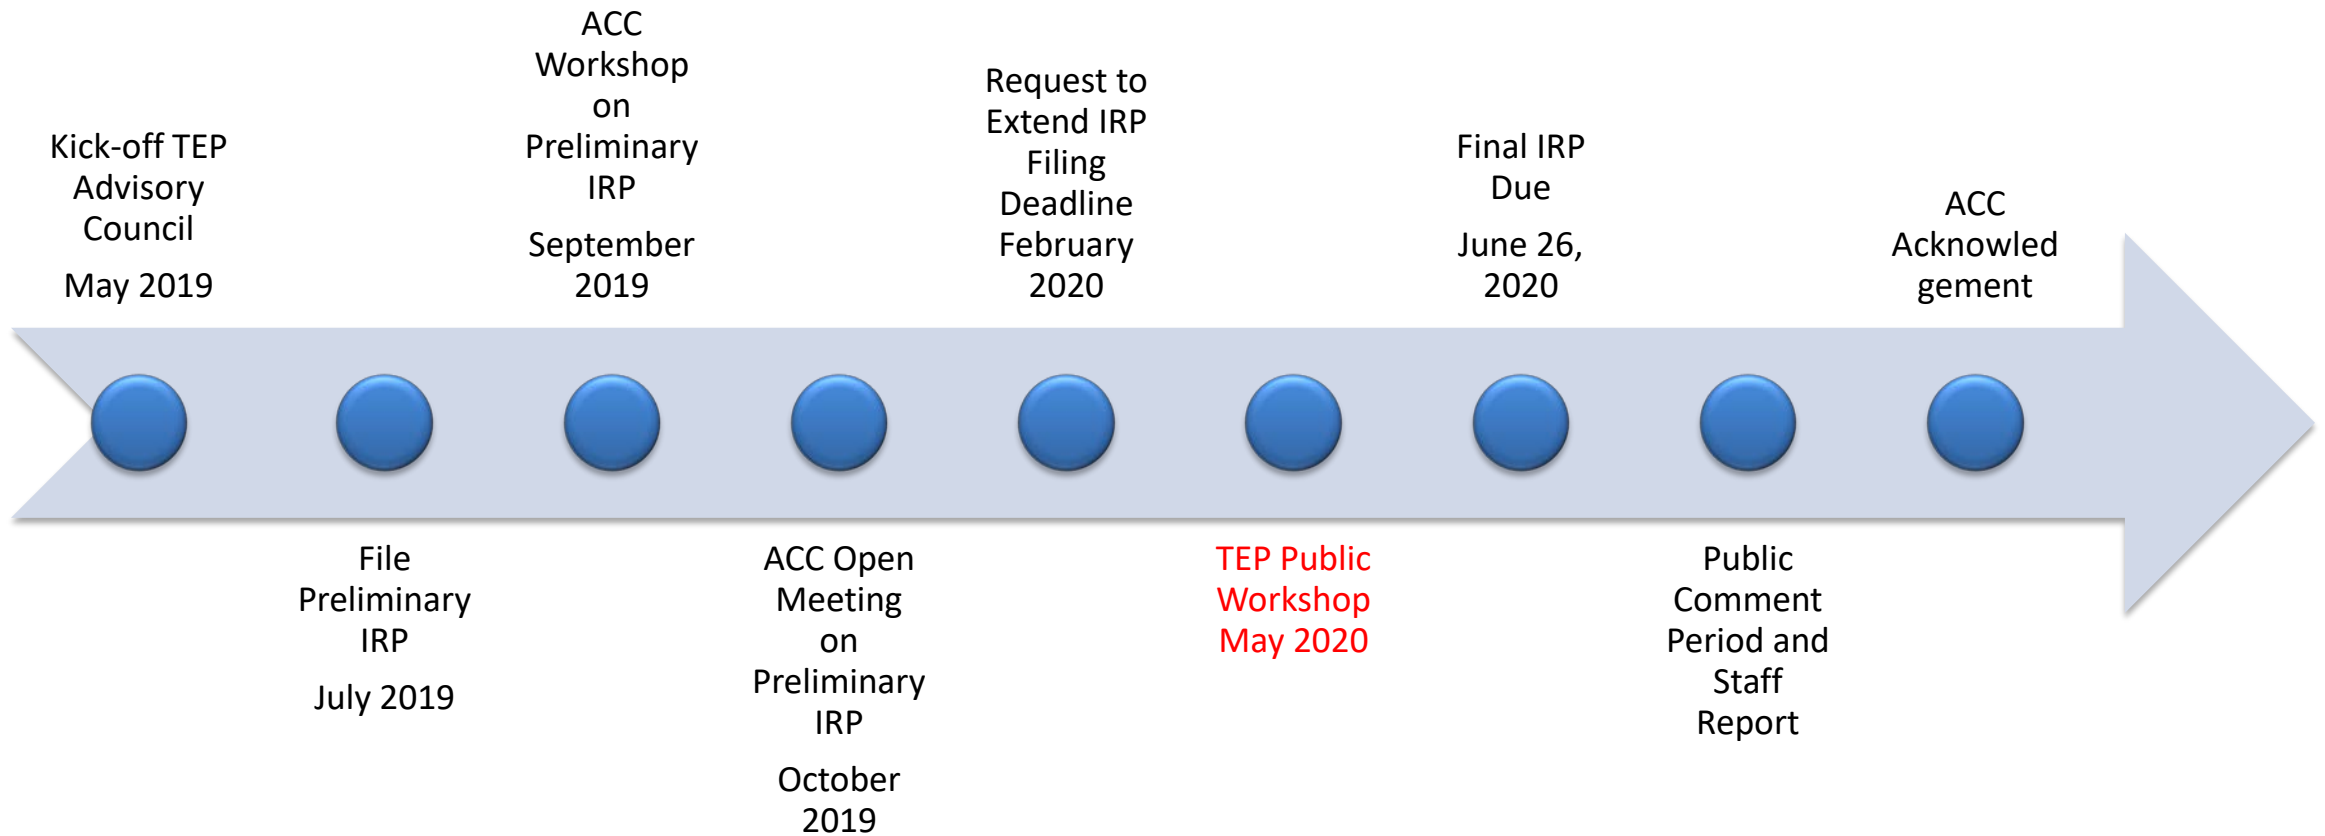 Kick-off TEP
Advisory
Council
May 2019
File
Preliminary
IRP
July 2019
ACC
Workshop
on
Preliminary
IRP
September
2019
ACC Open
Meeting
on
Preliminary
IRP
October
2019
Request to
Extend IRP
Filing
Deadline
February
2020
TEP Public
Workshop
May 2020
Final IRP
Due
June 26,
2020
Public
Comment
Period and
Staff
Report
ACC
Acknowled
gement